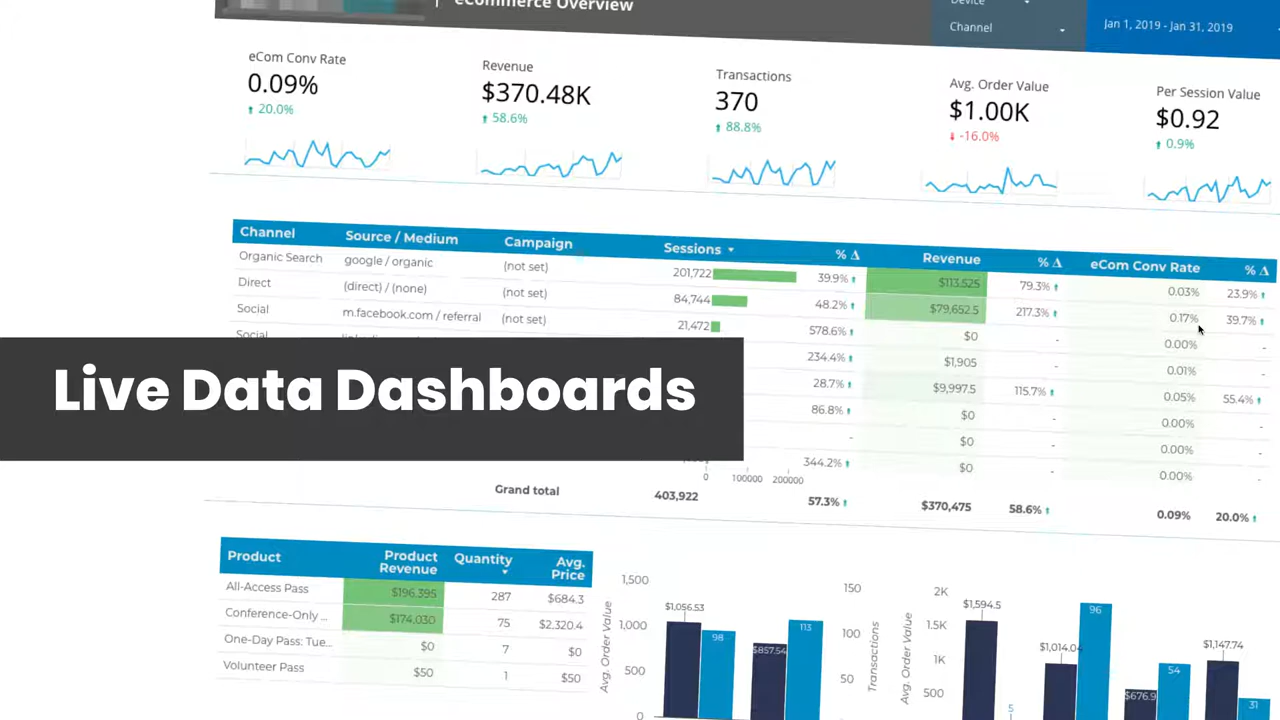 eCommerce Overview
Device
Channel
Jan 1, 2019 - Jan 31, 2019
eCom Conv Rate
0.09%
20.0%
Revenue
$370.48K
58.6%
Transactions
370
88.8%
Avg. Order Value
$1.00K
-16.0%
Per Session Value
$0.92
0.9%
Channel Source / Medium Campaign Sessions % Δ Revenue % Δ eCom Conv Rate % Δ
Organic Search google / organic (not set) 201,722 39.9% $113,525 79.3% 0.03% 23.9%
Direct (direct) / (none) (not set) 84,744 48.2% $79,652.5 217.3% 0.17% 39.7%
Social m.facebook.com / referral (not set) 21,472 578.6% $0 - 0.00% -
Social 234.4% $1,905 - 0.01% -
28.7% $9,997.5 115.7% 0.05% 55.4%
86.8% $0 - 0.00% -
- $0 - 0.00% -
344.2% $0 - 0.00% -
0 100000 200000
Grand total 403,922 57.3% $370,475 58.6% 0.09% 20.0%
Live Data Dashboards
Product Product Revenue Quantity Avg. Price
All-Access Pass $196,395 287 $684.3
Conference-Only ... $174,030 75 $2,320.4
One-Day Pass: Tue... $0 7 $0
Volunteer Pass $50 1 $50
Avg. Order Value
1,500
1,000
500
0
$1,056.53
98
$857.54
113
150
100
50
Transactions
Avg. Order Value
2K
1.5K
1K
500
$1,594.5
5
$1,014.04
96
$676.9
54
$1,147.74
31